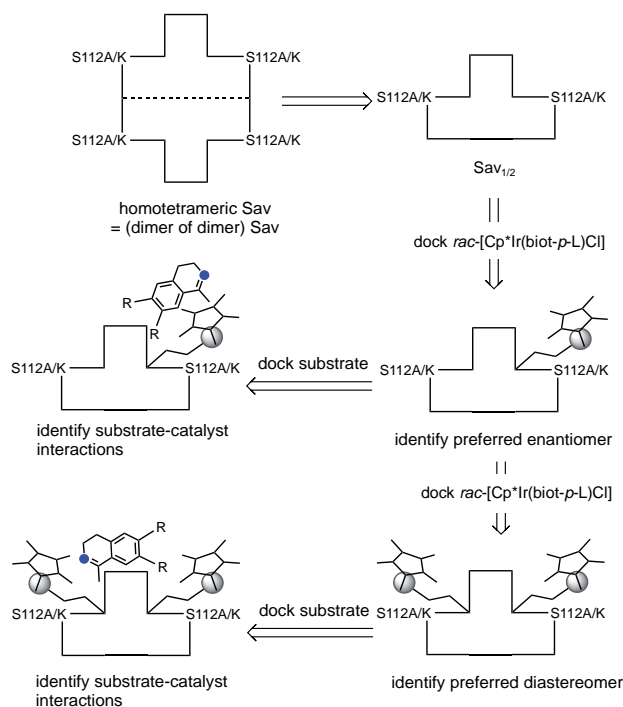 S112A/K
S112A/K
S112A/K
S112A/K
homotetrameric Sav
= (dimer of dimer) Sav
S112A/K
S112A/K
Sav1/2
dock rac-[Cp*Ir(biot-p-L)Cl]
R
R
S112A/K
S112A/K
identify substrate-catalyst
interactions
dock substrate
S112A/K
S112A/K
identify preferred enantiomer
dock rac-[Cp*Ir(biot-p-L)Cl]
R
R
S112A/K
S112A/K
identify substrate-catalyst
interactions
dock substrate
S112A/K
S112A/K
identify preferred diastereomer